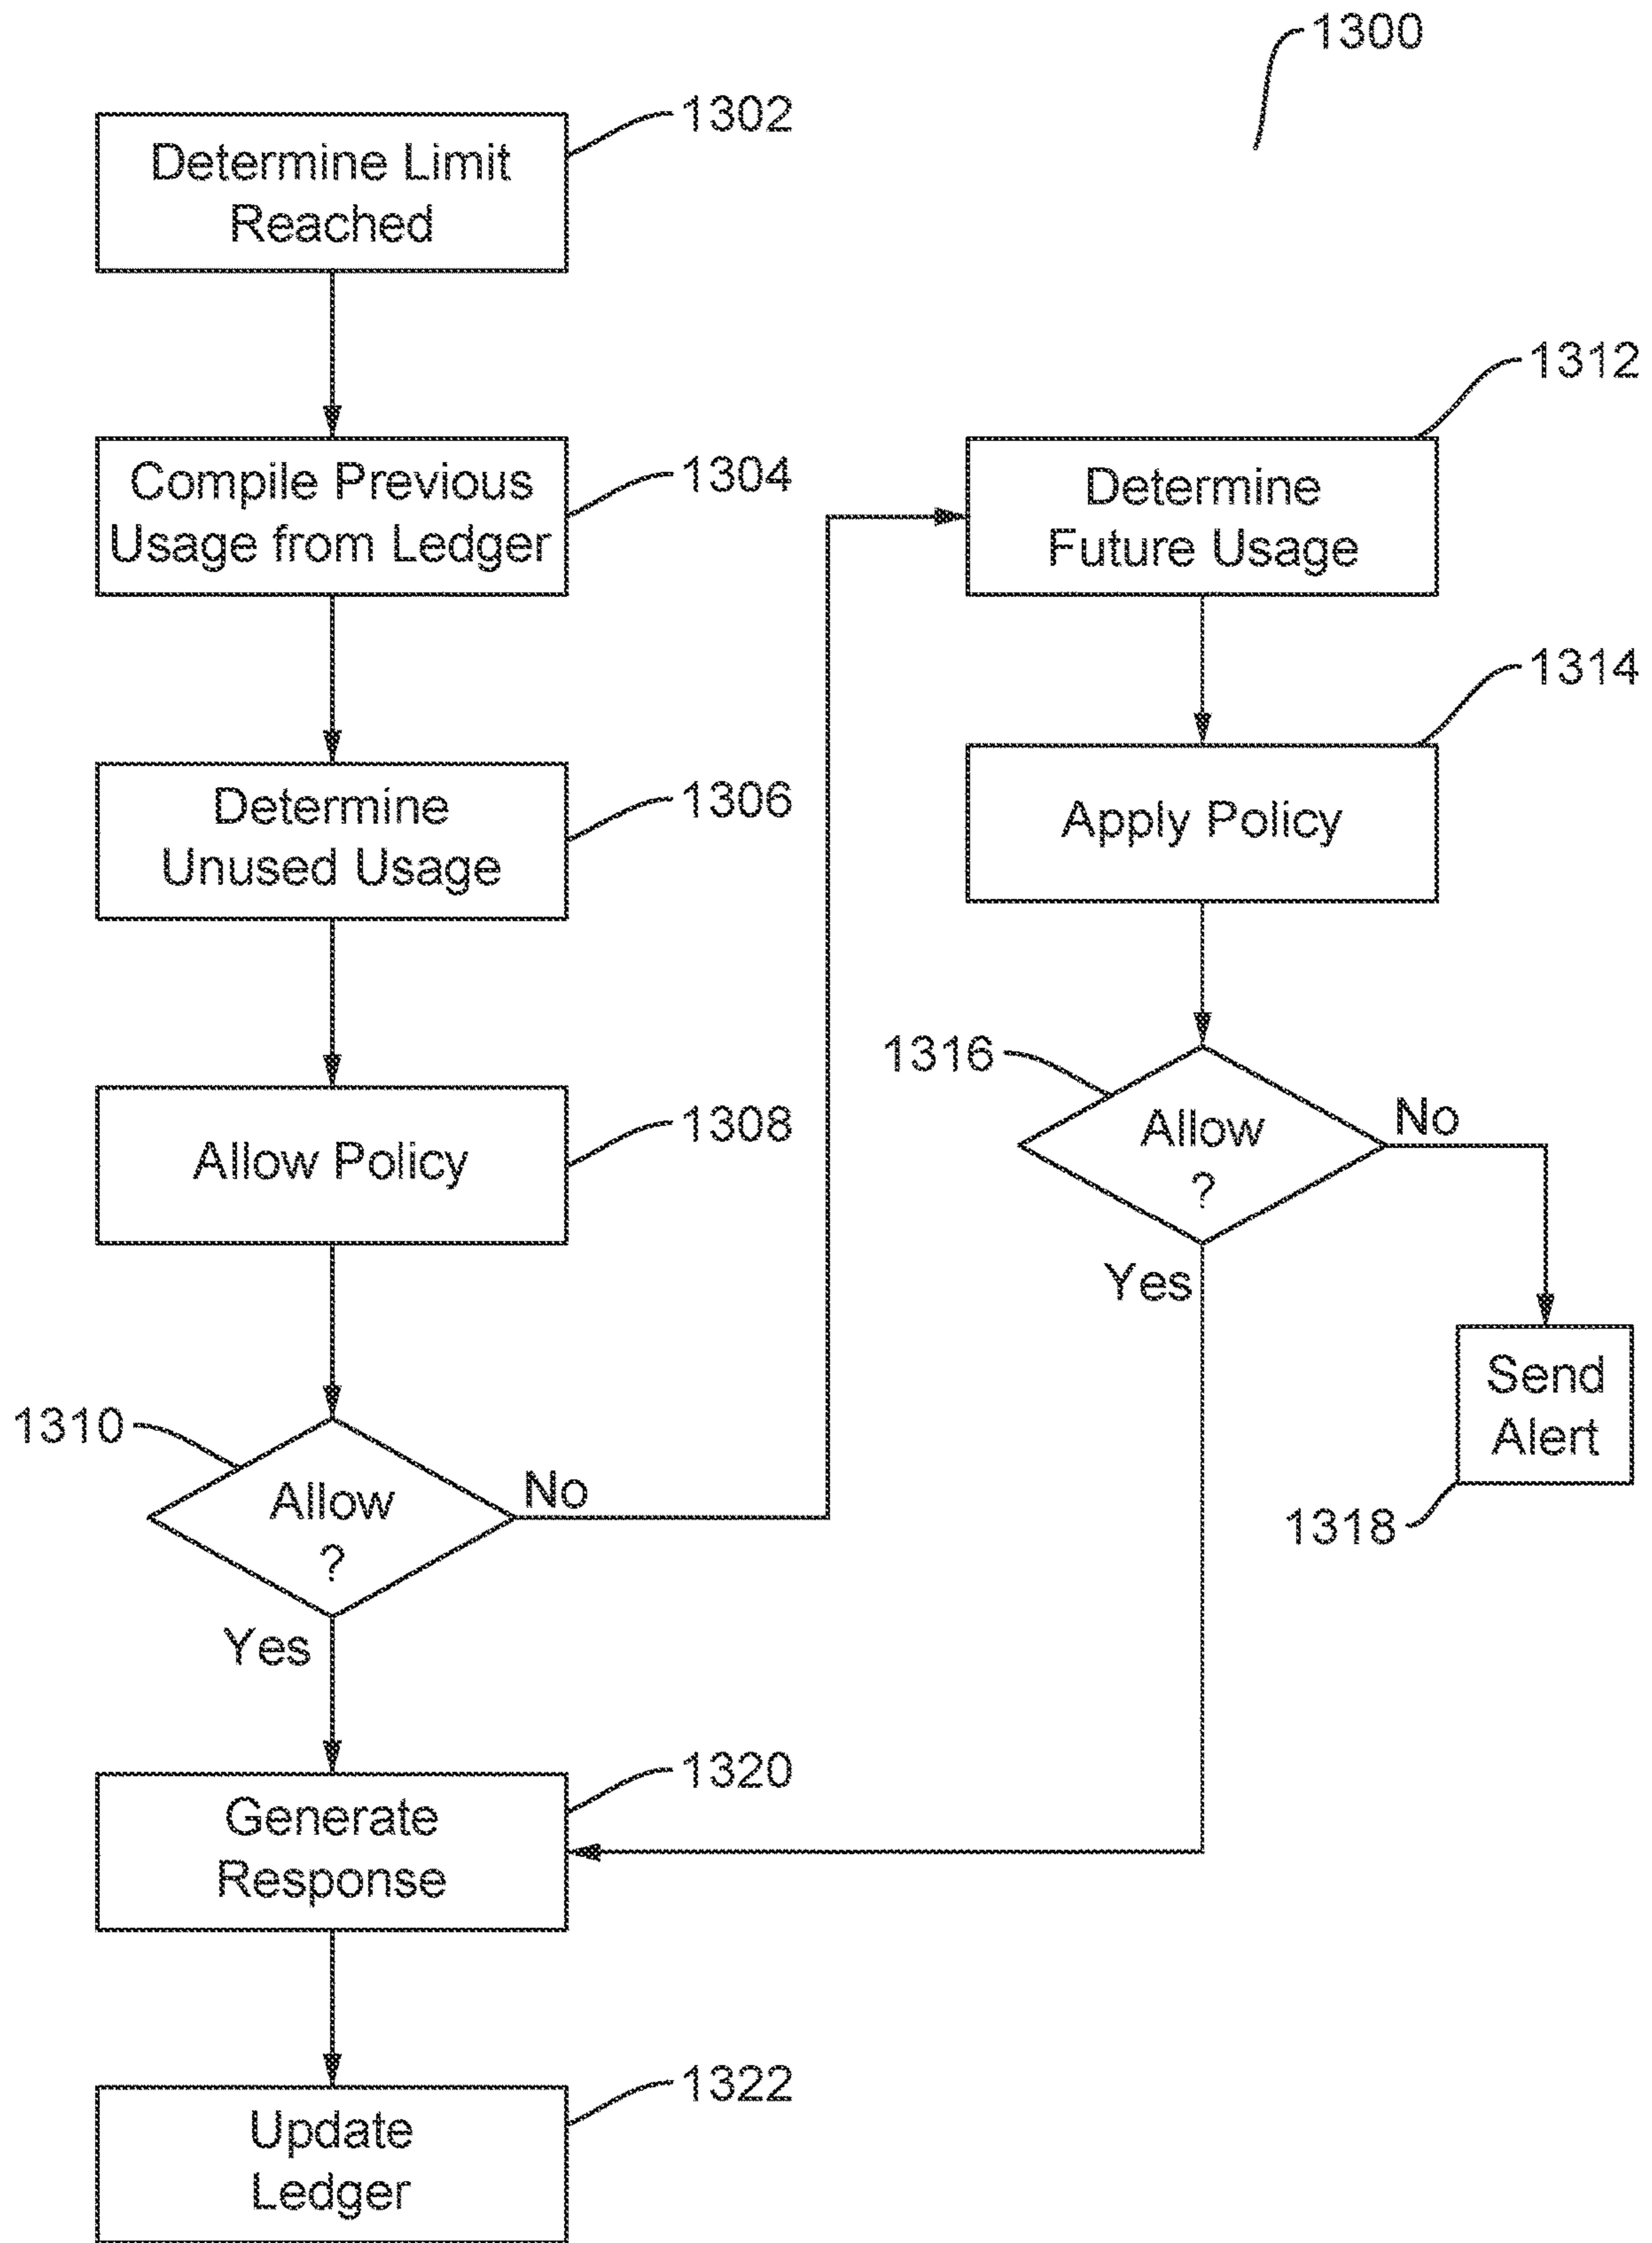 1300
1302
Determine Limit
Reached
1304
Compile Previous
Usage from Ledger
1306
Determine
Unused Usage
1308
Allow Policy
1310
Allow
?
No
Yes
1312
Determine
Future Usage
1314
Apply Policy
1316
Allow
?
No
Yes
Send
Alert
1318
1320
Generate
Response
1322
Update
Ledger